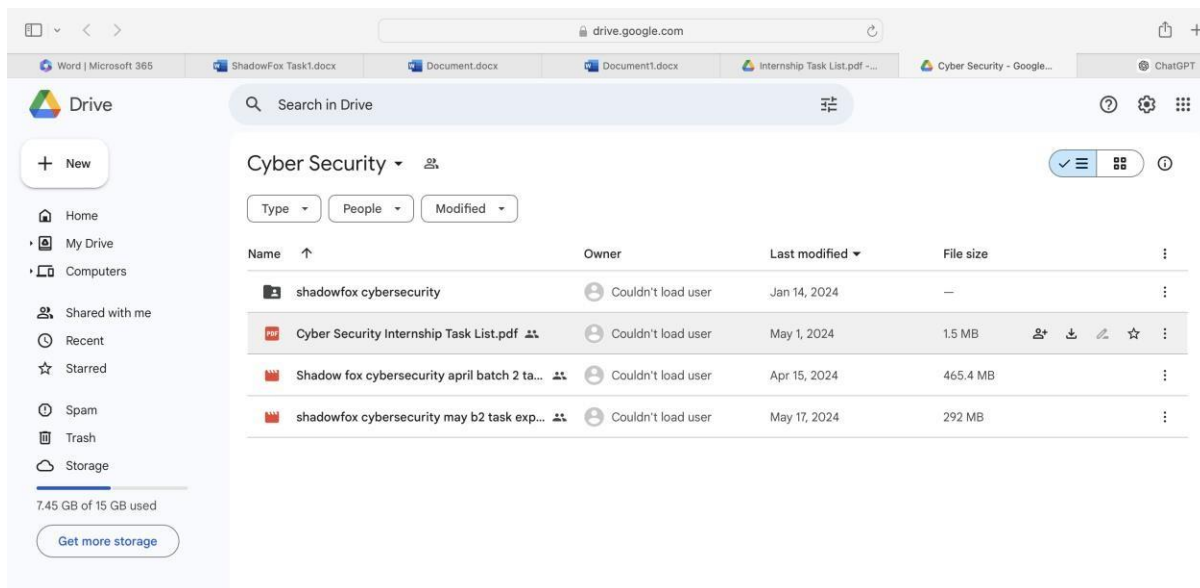 drive.google.com
Word | Microsoft 365 ShadowFox Task1.docx Document.docx Document1.docx Internship Task List.pdf -... Cyber Security - Google... ChatGPT
Drive
Search in Drive
New
Cyber Security
Type People Modified
Home
My Drive
Computers
Shared with me
Recent
Starred
Spam
Trash
Storage
7.45 GB of 15 GB used
Get more storage
Name Owner Last modified File size
shadowfox cybersecurity Couldn't load user Jan 14, 2024 —
PDF Cyber Security Internship Task List.pdf Couldn't load user May 1, 2024 1.5 MB
Shadow fox cybersecurity april batch 2 ta... Couldn't load user Apr 15, 2024 465.4 MB
shadowfox cybersecurity may b2 task exp... Couldn't load user May 17, 2024 292 MB